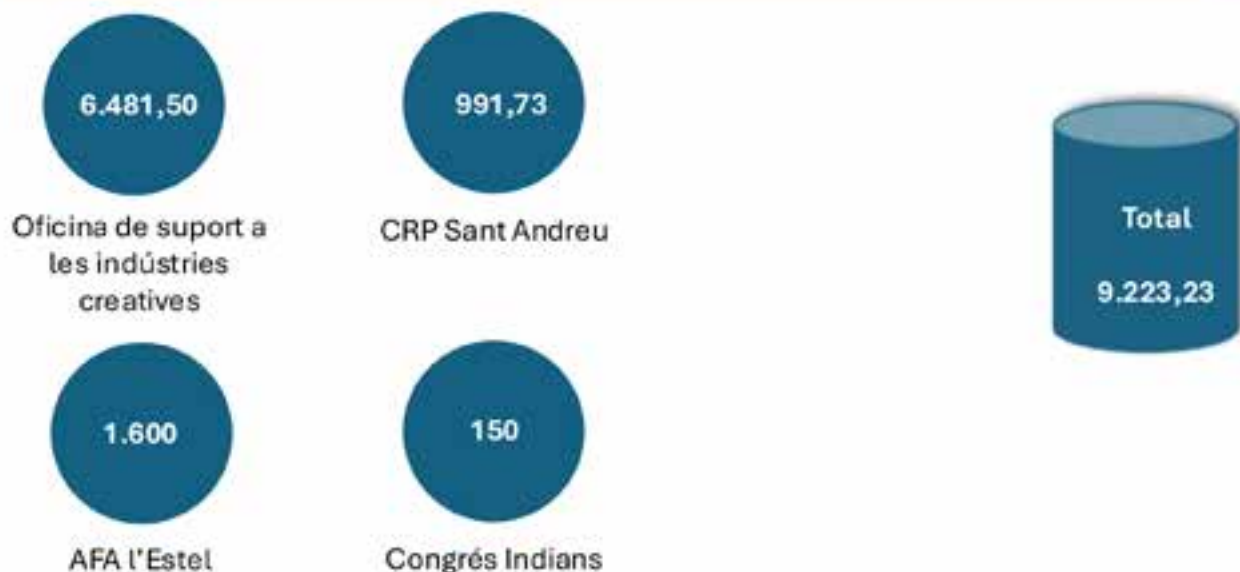 6.481,50
Oficina de suport a
les indústries
creatives
991,73
CRP Sant Andreu
Total
9.223,23
1.600
AFA l'Estel
150
Congrés Indians